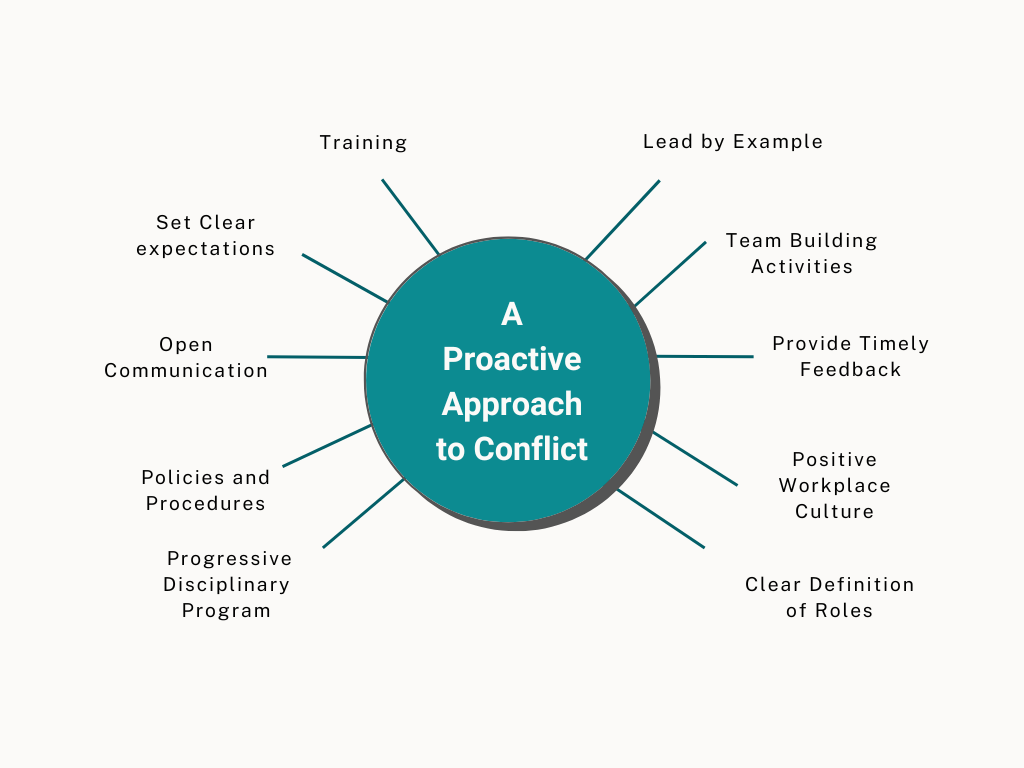 A
Proactive
Approach
to Conflict
Training
Set Clear
expectations
Open
Communication
Policies and
Procedures
Progressive
Disciplinary
Program
Lead by Example
Team Building
Activities
Provide Timely
Feedback
Positive
Workplace
Culture
Clear Definition
of Roles